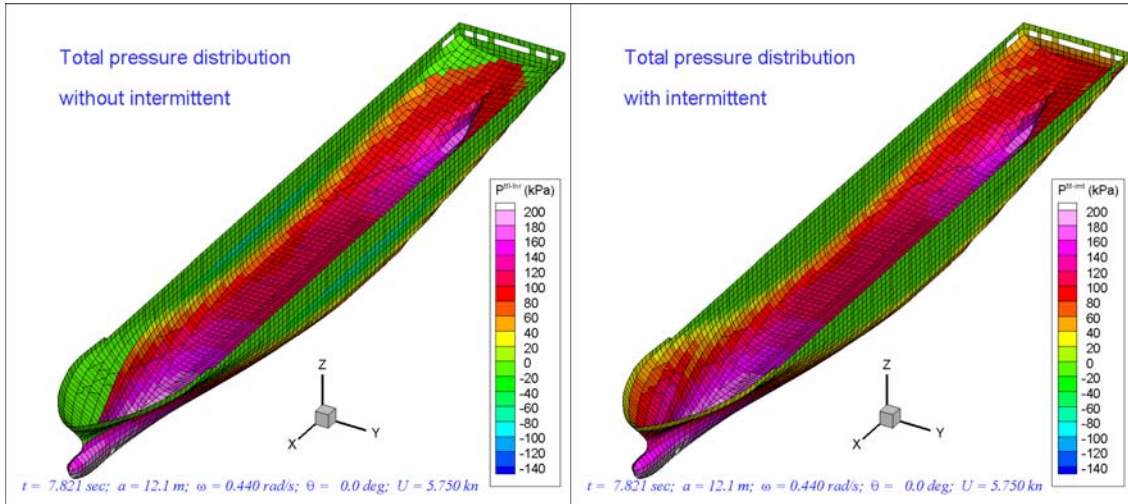 Total pressure distribution
without intermittent
P^ttl-lnr (kPa)
200
180
160
140
120
100
80
60
40
20
0
-20
-40
-60
-80
-100
-120
-140
Z
X
Y
t = 7.821 sec; a = 12.1 m; ω = 0.440 rad/s; θ = 0.0 deg; U = 5.750 kn
Total pressure distribution
with intermittent
(kPa)
200
180
160
140
120
100
80
60
40
20
0
-20
-40
-60
-80
-100
-120
-140
Z
X
Y
t = 7.821 sec; a = 12.1 m; ω = 0.440 rad/s; θ = 0.0 deg; U = 5.750 kn